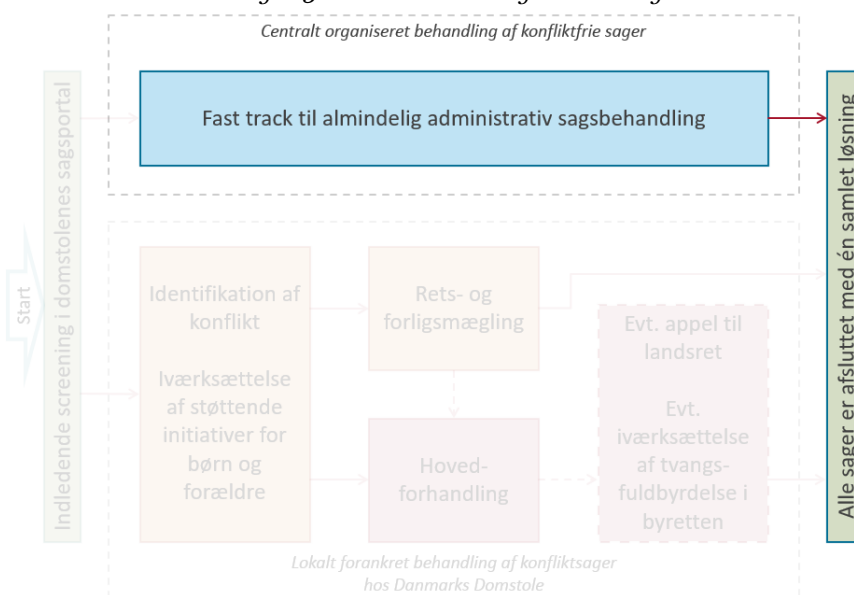 Centralt organiseret behandling af konfliktfrie sager
Fast track til almindelig administrativ sagsbehandling
Start
Indledende screening i domstolenes sagsportal
Identifikation af
konflikt
Iværksættelse
af støttende
initiativer for
børn og
forældre
Rets- og
forligsmægling
Hoved-
forhandling
Evt. appel til
landsret
Evt.
iværksættelse
af tvangs-
fuldbyrdelse i
byretten
Alle sager er afsluttet med én samlet løsning
Lokalt forankret behandling af konfliktsager
hos Danmarks Domstole